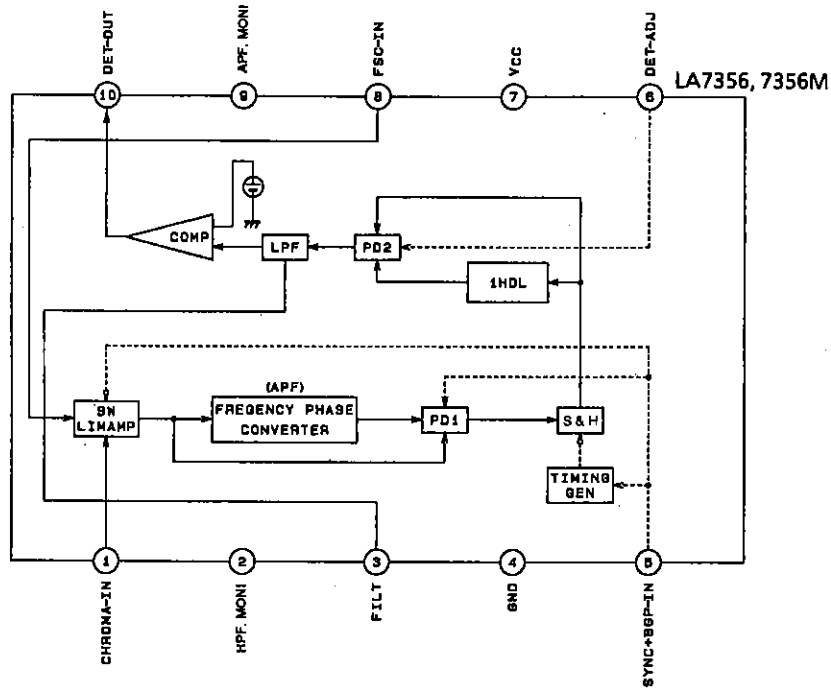 DET-OUT
APF. MONI
FSC-IN
VCC
DET-ADJ
LA7356, 7356M
10
9
8
7
6
COMP
LPF
PD2
1HDL
(APF)
SW
LIMAMP
FREGENCY PHASE
CONVERTER
PD1
S&H
TIMING
GEN
1
2
3
4
5
CHROMA-IN
HPF. MONI
FILT
GND
SYNC+BGP-IN